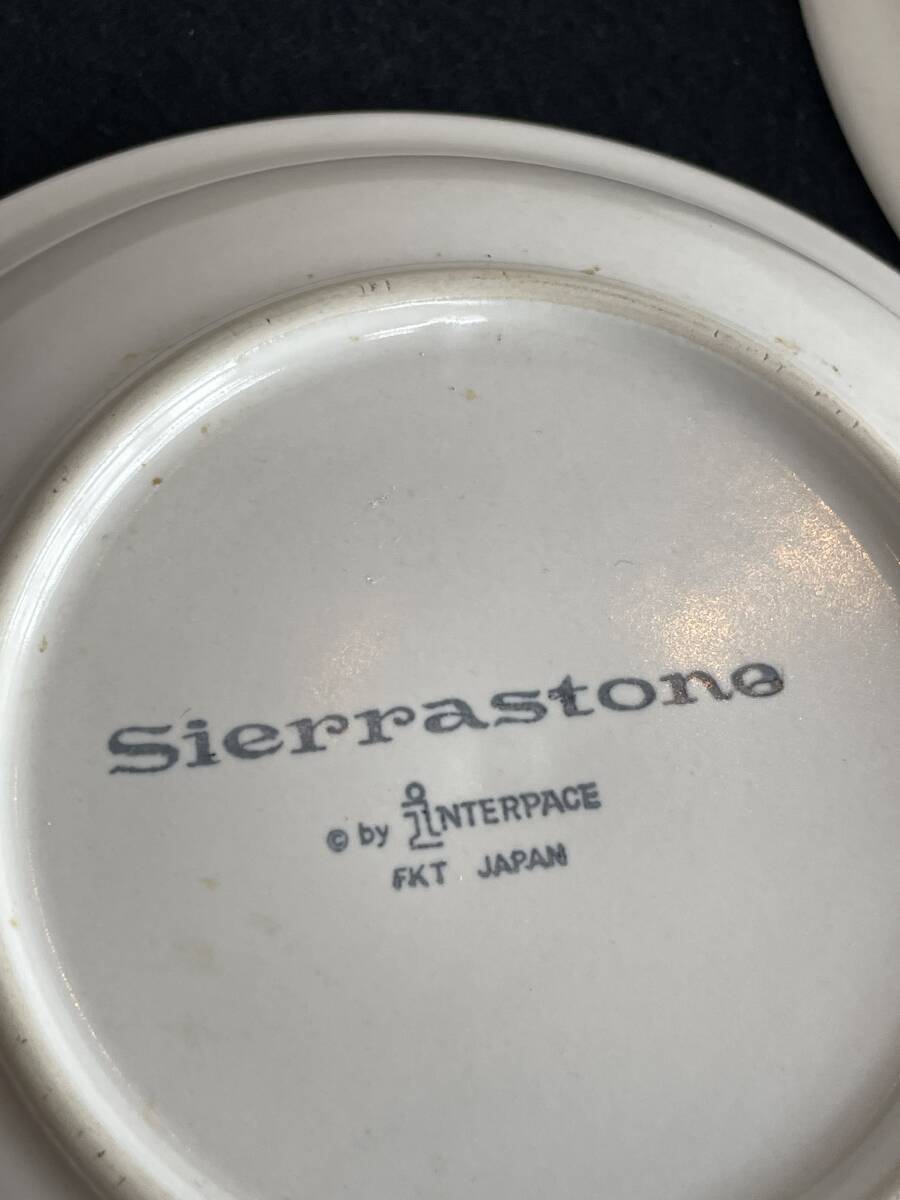 Sierrastone
© by iNTERPACE
FKT JAPAN